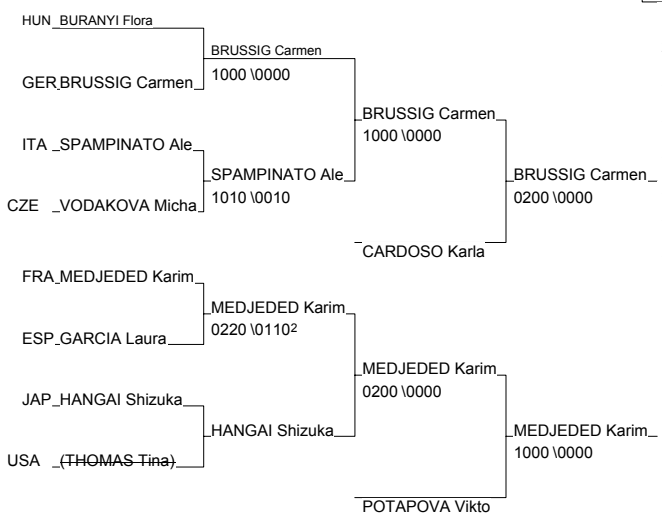 HUN BURANYI Flora
BRUSSIG Carmen
GER BRUSSIG Carmen
1000 \0000
BRUSSIG Carmen
1000 \0000
ITA SPAMPINATO Ale
SPAMPINATO Ale
1010 \0010
BRUSSIG Carmen
0200 \0000
CZE VODAKOVA Micha
CARDOSO Karla
FRA MEDJEDED Karim
MEDJEDED Karim
0220 \0110²
ESP GARCIA Laura
MEDJEDED Karim
0200 \0000
JAP HANGAI Shizuka
HANGAI Shizuka
MEDJEDED Karim
1000 \0000
USA (THOMAS Tina)
POTAPOVA Vikto